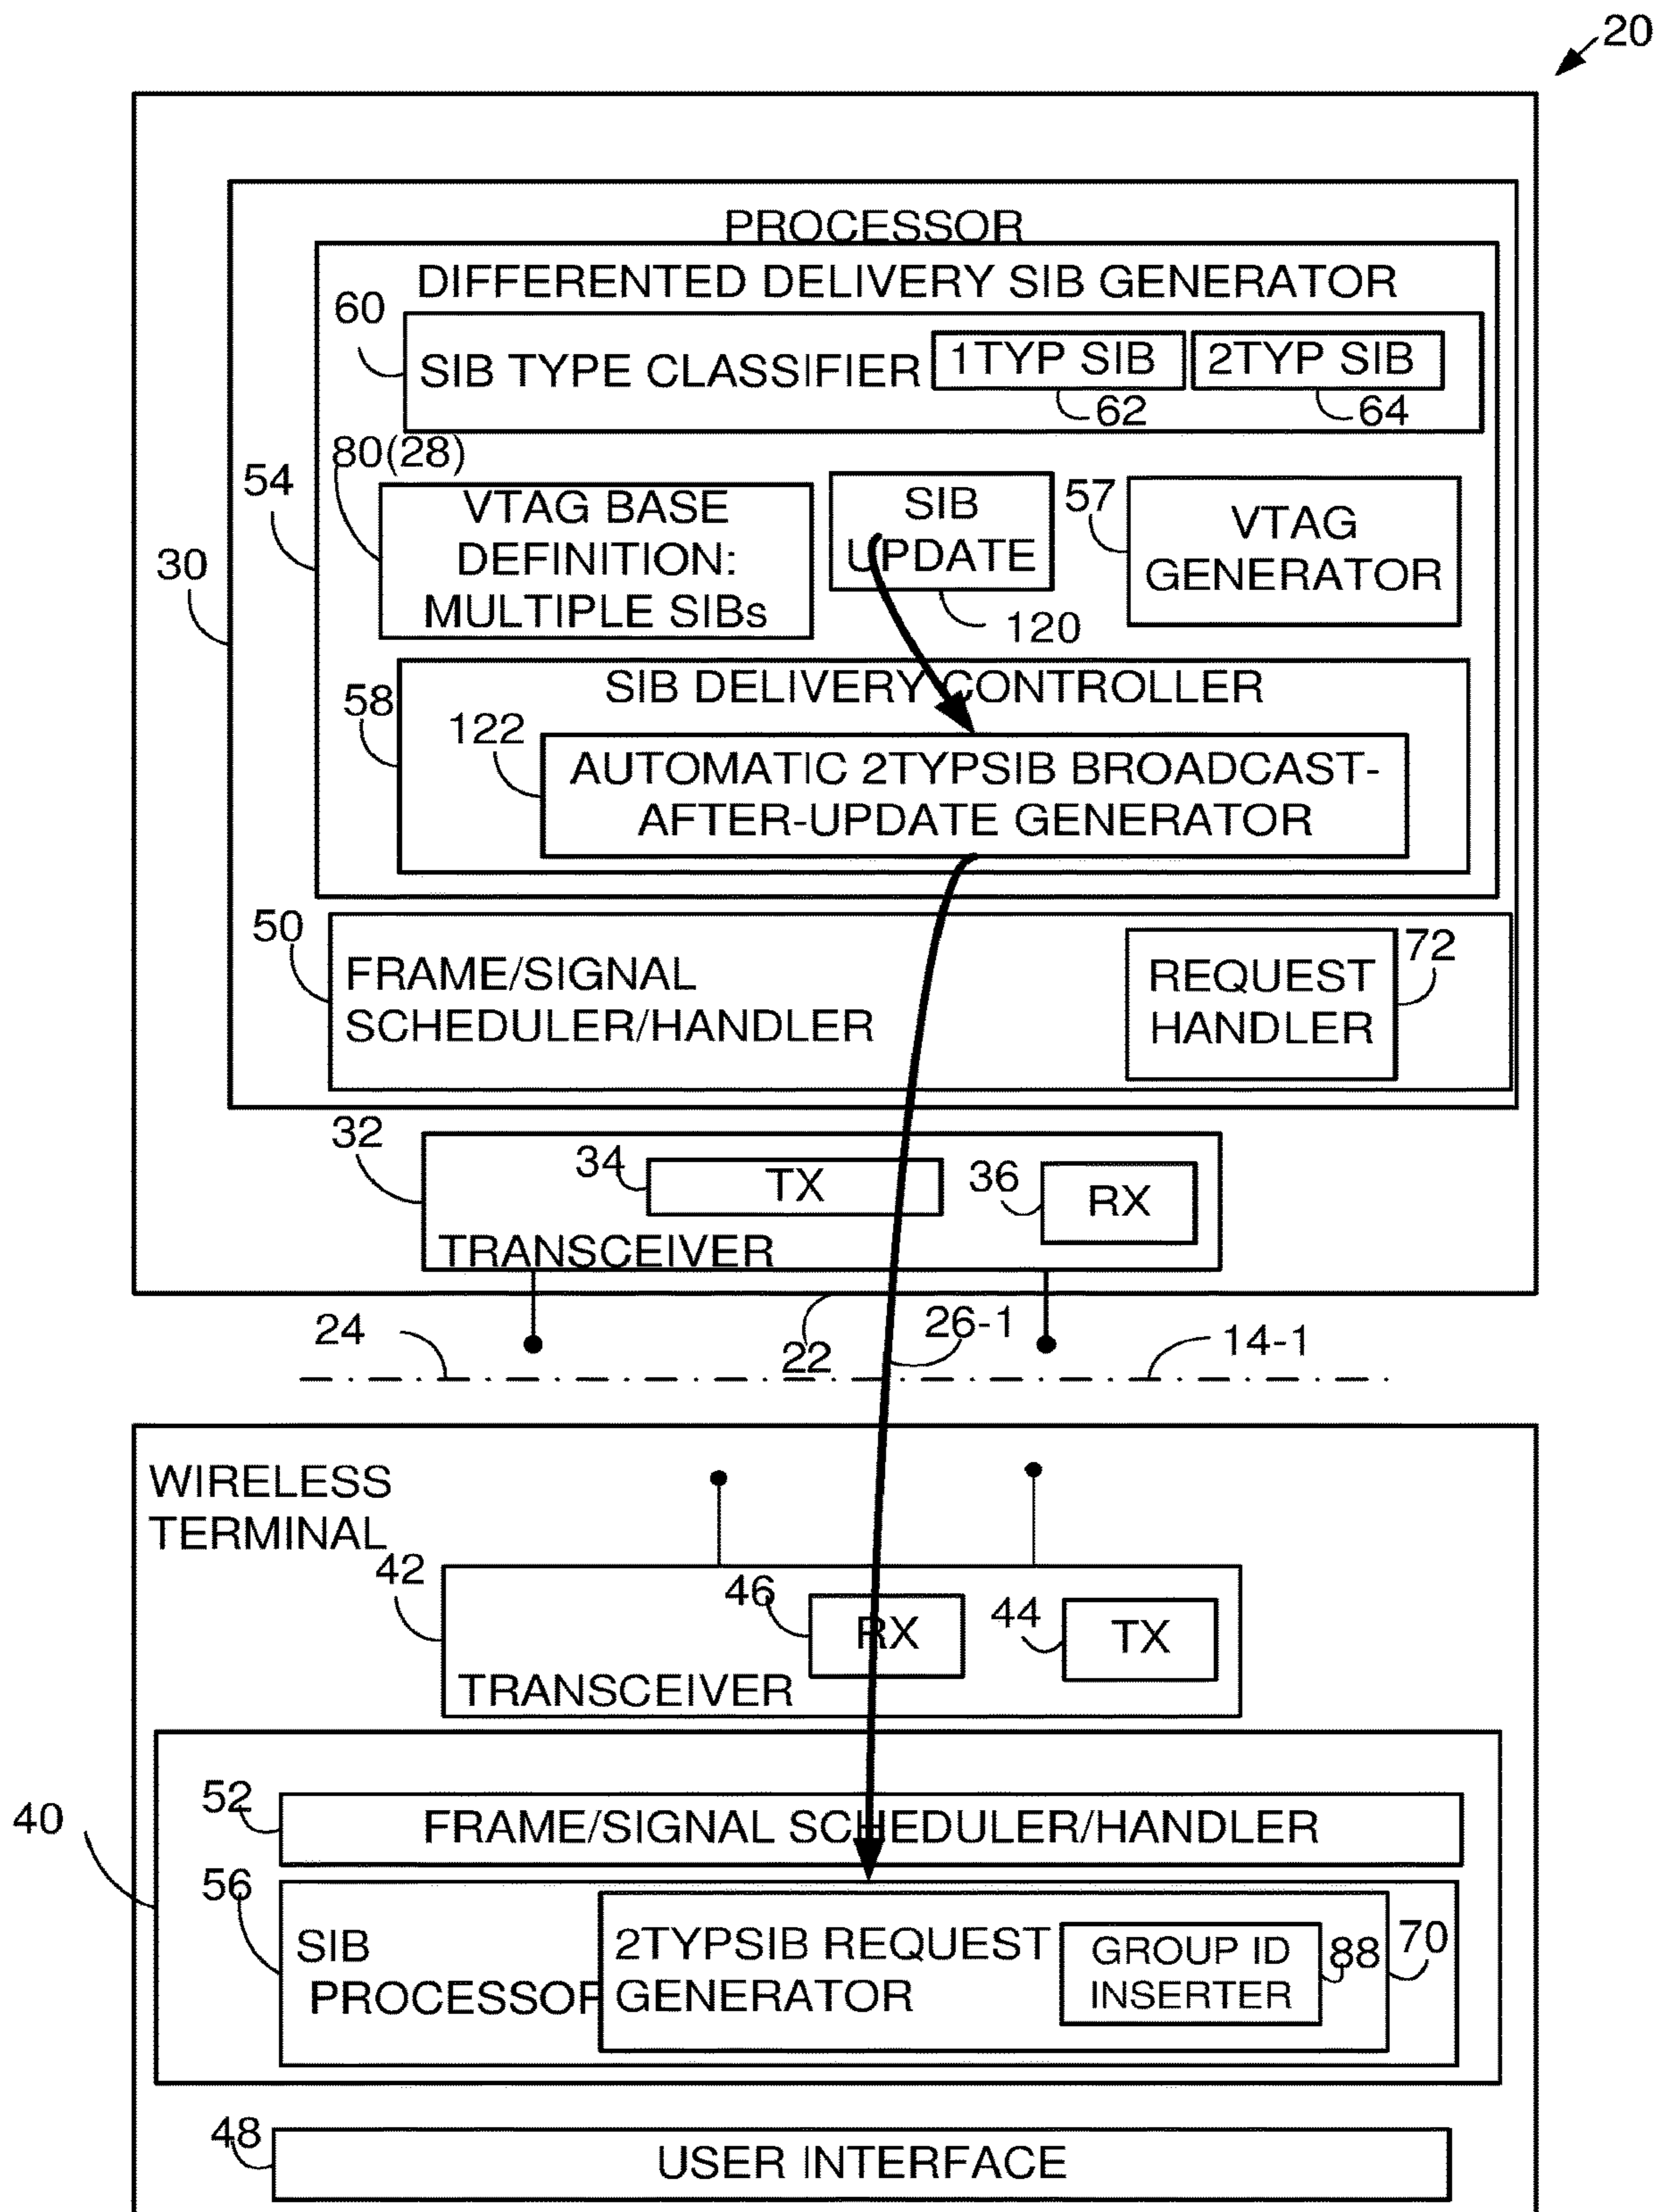 20
PROCESSOR
DIFFERENTED DELIVERY SIB GENERATOR
60
SIB TYPE CLASSIFIER
1TYP SIB
2TYP SIB
62
64
80(28)
54
VTAG BASE
DEFINITION:
MULTIPLE SIBs
SIB
UPDATE
120
57
VTAG
GENERATOR
30
58
SIB DELIVERY CONTROLLER
122
AUTOMATIC 2TYPSIB BROADCAST-
AFTER-UPDATE GENERATOR
50
FRAME/SIGNAL
SCHEDULER/HANDLER
REQUEST
HANDLER
72
32
34
TX
36
RX
TRANSCEIVER
24
22
26-1
14-1
WIRELESS
TERMINAL
42
46
RX
44
TX
TRANSCEIVER
40
52
FRAME/SIGNAL SCHEDULER/HANDLER
56
SIB
PROCESSOR
2TYPSIB REQUEST
GENERATOR
GROUP ID
INSERTER
88
70
48
USER INTERFACE